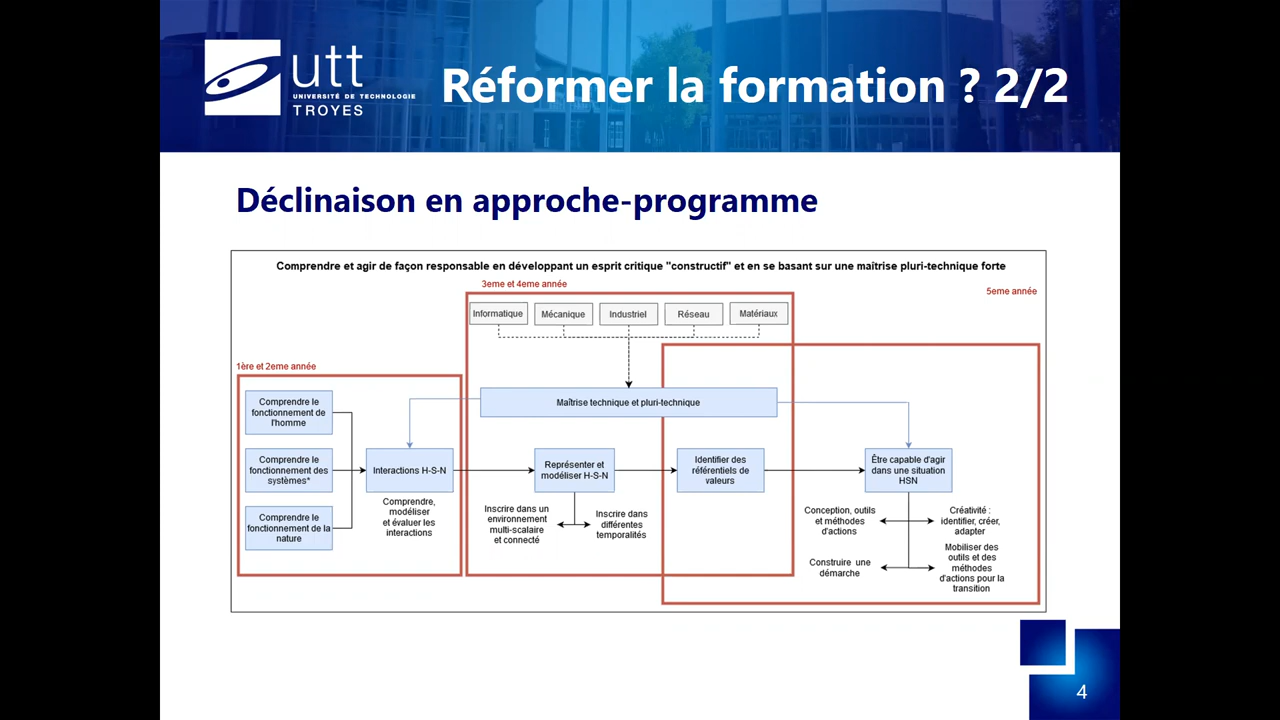 utt
UNIVERSITÉ DE TECHNOLOGIE
TROYES
Réformer la formation ? 2/2
Déclinaison en approche-programme
Comprendre et agir de façon responsable en développant un esprit critique "constructif" et en se basant sur une maîtrise pluri-technique forte
3eme et 4eme année
5eme année
Informatique
Mécanique
Industriel
Réseau
Matériaux
1ère et 2eme année
Maîtrise technique et pluri-technique
Comprendre le
fonctionnement de
l'homme
Comprendre le
fonctionnement des
systèmes*
Comprendre le
fonctionnement de la
nature
Interactions H-S-N
Comprendre,
modéliser
et évaluer les
interactions
Représenter et
modéliser H-S-N
Inscrire dans un
environnement
multi-scalaire
et connecté
Inscrire dans
différentes
temporalités
Identifier des
référentiels de
valeurs
Être capable d'agir
dans une situation
HSN
Conception, outils
et méthodes
d'actions
Créativité :
identifier, créer,
adapter
Construire une
démarche
Mobiliser des
outils et des
méthodes
d'actions pour la
transition
4